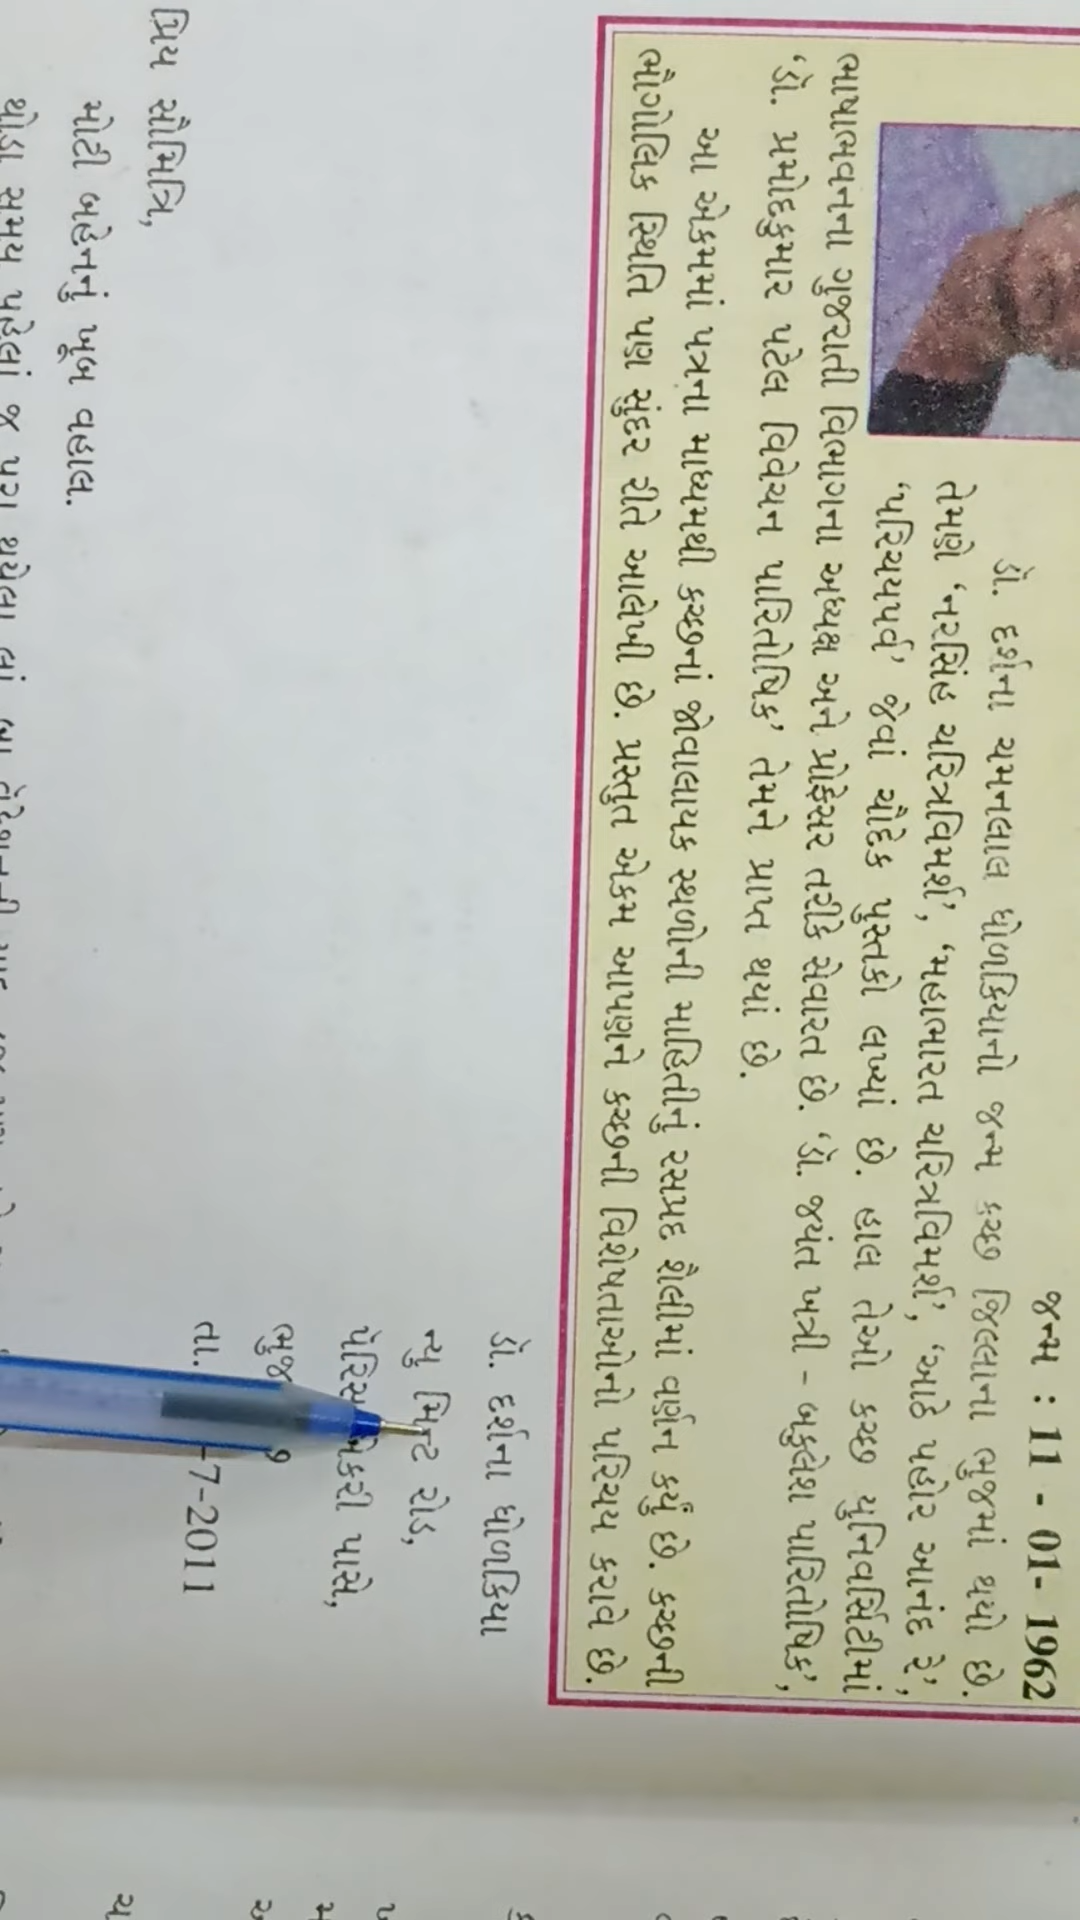 જન્મ : 11 - 01- 1962
ડૉ. દર્શના ચમનલાલ ધોળકિયાનો જન્મ કચ્છ જિલ્લાના ભુજમાં થયો છે.
તેમણે ‘નરસિંહ ચરિત્રવિમર્શ’, ‘મહાભારત ચરિત્રવિમર્શ’, ‘આઠે પહોર આનંદ રે’,
‘પરિચયપર્વ’ જેવાં ચૌદેક પુસ્તકો લખ્યાં છે. હાલ તેઓ કચ્છ યુનિવર્સિટીમાં
ભાષાભવનના ગુજરાતી વિભાગના અધ્યક્ષ અને પ્રોફેસર તરીકે સેવારત છે. ‘ડૉ. જયંત ખત્રી - બકુલેશ પારિતોષિક’,
‘ડૉ. પ્રમોદકુમાર પટેલ વિવેચન પારિતોષિક’ તેમને પ્રાપ્ત થયાં છે.
આ એકમમાં પત્રના માધ્યમથી કચ્છનાં જોવાલાયક સ્થળોની માહિતીનું રસપ્રદ શૈલીમાં વર્ણન કર્યું છે. કચ્છની
ભૌગોલિક સ્થિતિ પણ સુંદર રીતે આલેખી છે. પ્રસ્તુત એકમ આપણને કચ્છની વિશેષતાઓનો પરિચય કરાવે છે.
ડૉ. દર્શના ધોળકિયા
ન્યુ મિન્ટ રોડ,
પાસે,
ભુજ
તા. -7-2011
પ્રિય સૌમિત્રિ,
મોટી બહેનનું ખૂબ વહાલ.
થોડા સમય પહેલાં જ